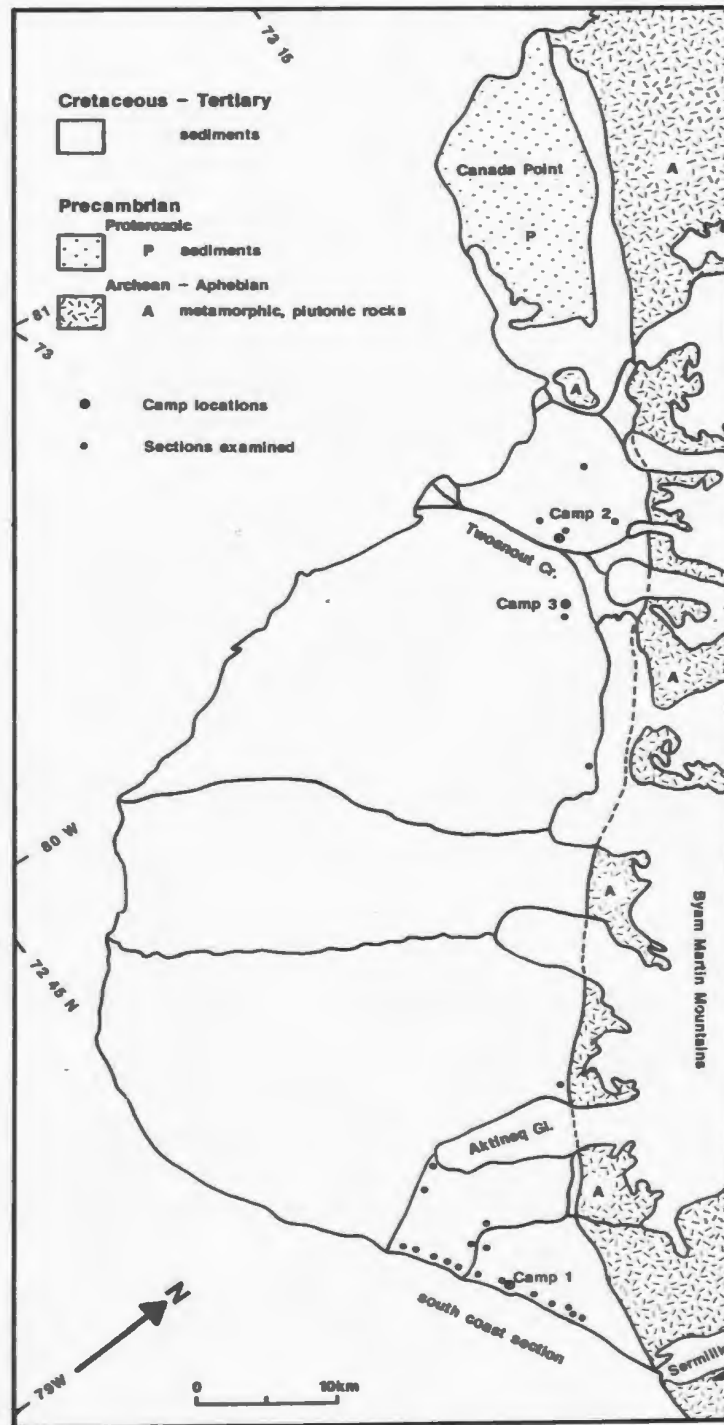 73 15
Cretaceous – Tertiary
sediments
Precambrian
Proterozoic
P sediments
Archean – Aphebian
A metamorphic, plutonic rocks
Camp locations
Sections examined
Canada Point
P
A
81
73
A
Camp 2
Twosnout Cr.
Camp 3
A
80 W
A
Byam Martin Mountains
72 45 N
Aktineq Gl.
A
Camp 1
south coast section
N
79W
0 10km